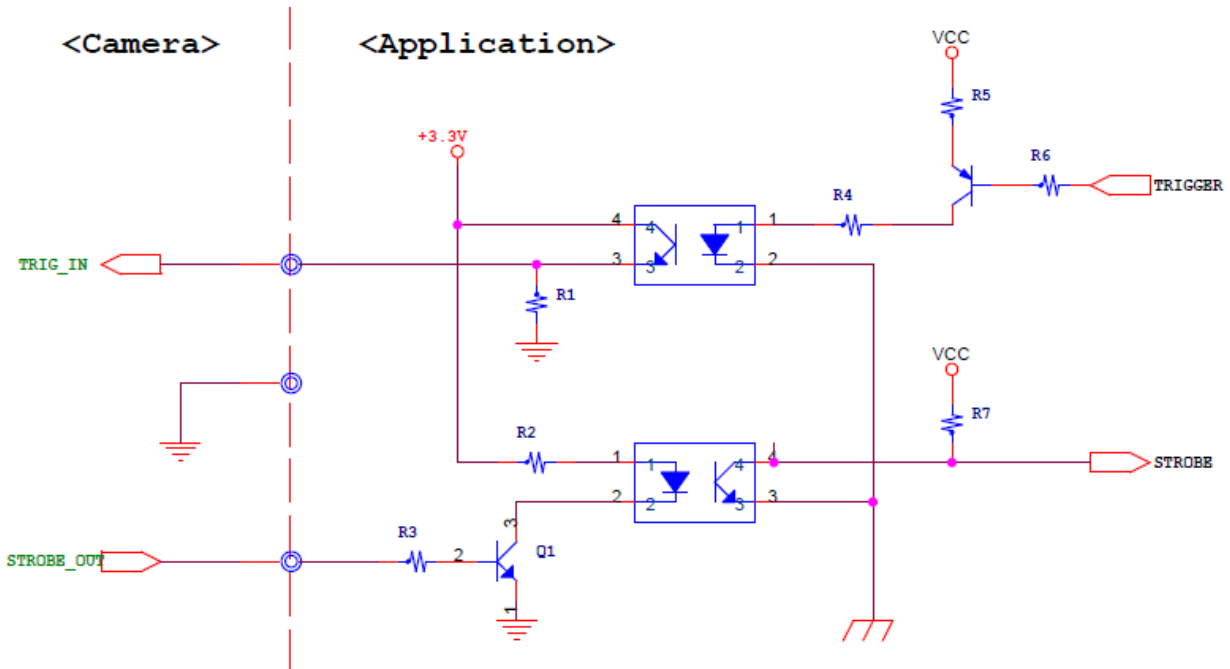 <Camera>
<Application>
VCC
R5
+3.3V
R6
TRIGGER
R4
4
4
1
1
TRIG_IN
3
3
2
2
R1
VCC
R7
R2
1
1
4
4
STROBE
2
2
3
3
3
R3
2
Q1
STROBE_OUT
1